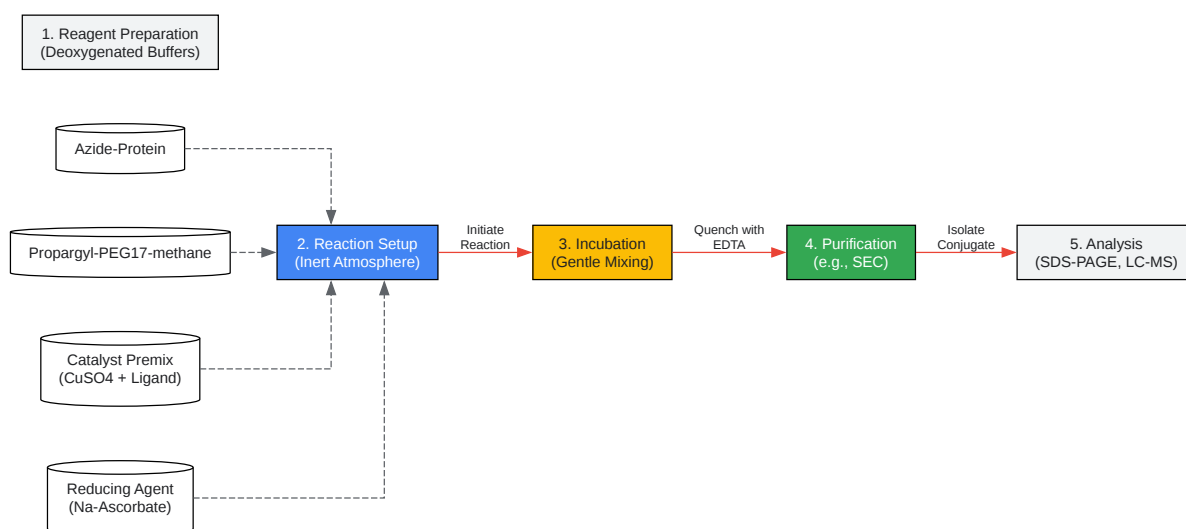 1. Reagent Preparation
(Deoxygenated Buffers)
Azide-Protein
Propargyl-PEG17-methane
Catalyst Premix
(CuSO4 + Ligand)
Reducing Agent
(Na-Ascorbate)
2. Reaction Setup
(Inert Atmosphere)
Initiate
Reaction
3. Incubation
(Gentle Mixing)
Quench with
EDTA
4. Purification
(e.g., SEC)
Isolate
Conjugate
5. Analysis
(SDS-PAGE, LC-MS)